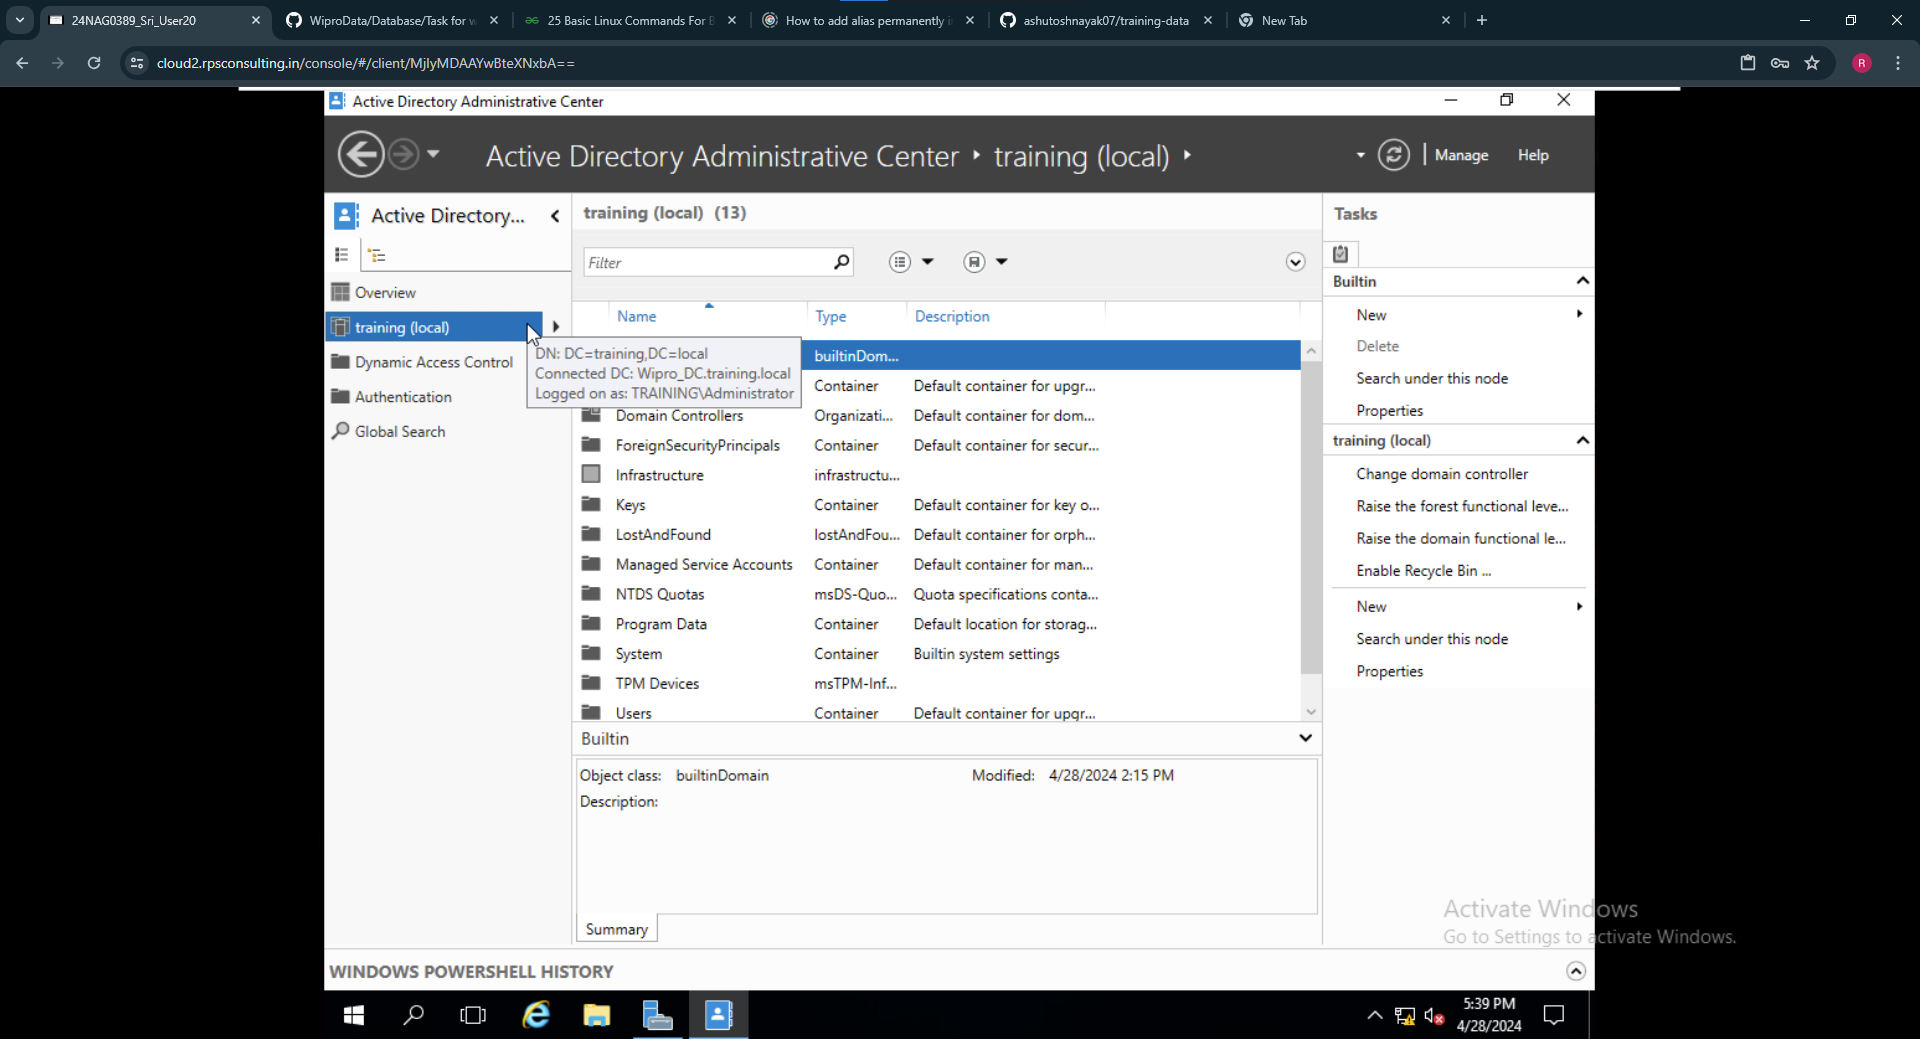 24NAG0389_Sri_User20
WiproData/Database/Task for w
25 Basic Linux Commands For B
How to add alias permanently i
ashutoshnayak07/training-data
New Tab
cloud2.rpsconsulting.in/console/#/client/MjIyMDAAYwBteXNxbA==
R
Active Directory Administrative Center
Active Directory Administrative Center training (local)
Manage
Help
Active Directory...
Overview
training (local)
Dynamic Access Control
Authentication
Global Search
training (local) (13)
Filter
Name Type Description
DN: DC=training,DC=local
Connected DC: Wipro_DC.training.local
Logged on as: TRAINING\Administrator
builtinDom...
Container Default container for upgr...
Domain Controllers Organizati... Default container for dom...
ForeignSecurityPrincipals Container Default container for secur...
Infrastructure infrastructu...
Keys Container Default container for key o...
LostAndFound lostAndFou... Default container for orph...
Managed Service Accounts Container Default container for man...
NTDS Quotas msDS-Quo... Quota specifications conta...
Program Data Container Default location for storag...
System Container Builtin system settings
TPM Devices msTPM-Inf...
Users Container Default container for upgr...
Builtin
Object class: builtinDomain Modified: 4/28/2024 2:15 PM
Description:
Summary
Tasks
Builtin
New
Delete
Search under this node
Properties
training (local)
Change domain controller
Raise the forest functional leve...
Raise the domain functional le...
Enable Recycle Bin ...
New
Search under this node
Properties
Activate Windows
Go to Settings to activate Windows.
WINDOWS POWERSHELL HISTORY
5:39 PM
4/28/2024